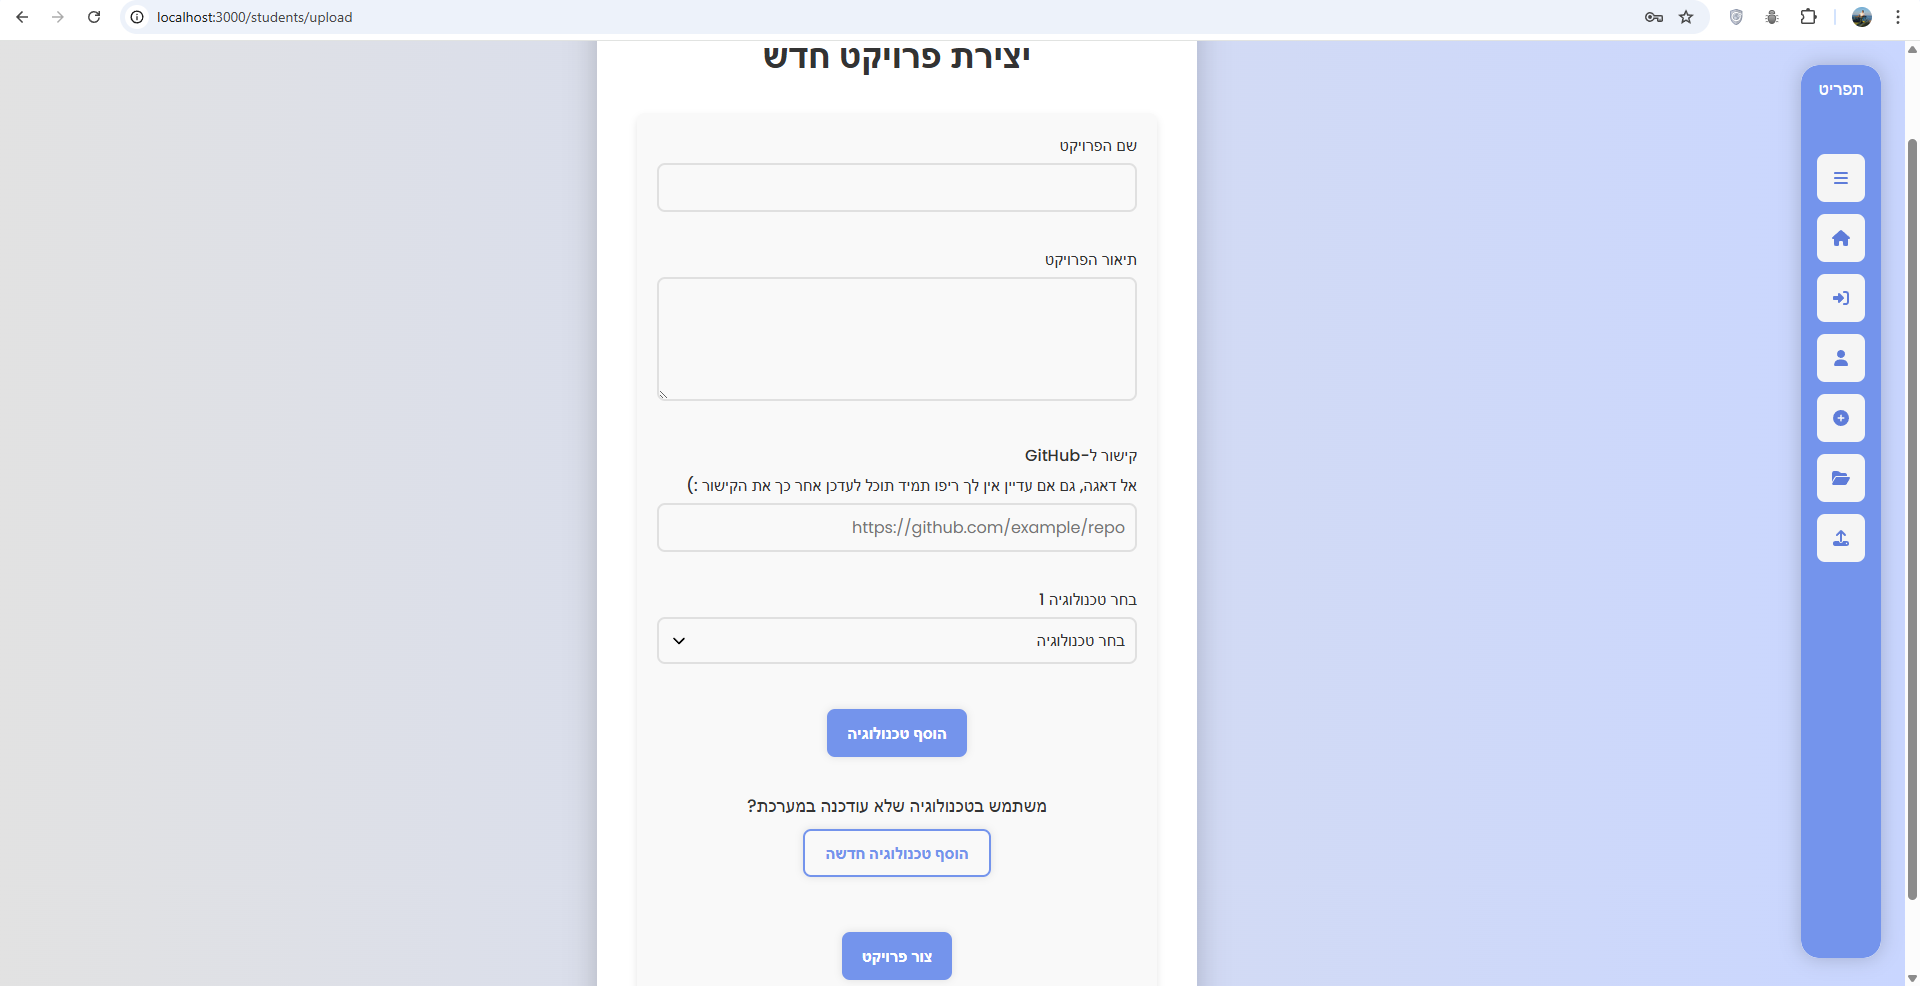 localhost:3000/students/upload
יצירת פרויקט חדש
תפריט
שם הפרויקט
תיאור הפרויקט
קישור ל-GitHub
אל דאגה, גם אם עדיין אין לך ריפו תמיד תוכל לעדכן אחר כך את הקישור :)
https://github.com/example/repo
בחר טכנולוגיה 1
בחר טכנולוגיה
הוסף טכנולוגיה
משתמש בטכנולוגיה שלא עודכנה במערכת?
הוסף טכנולוגיה חדשה
צור פרויקט